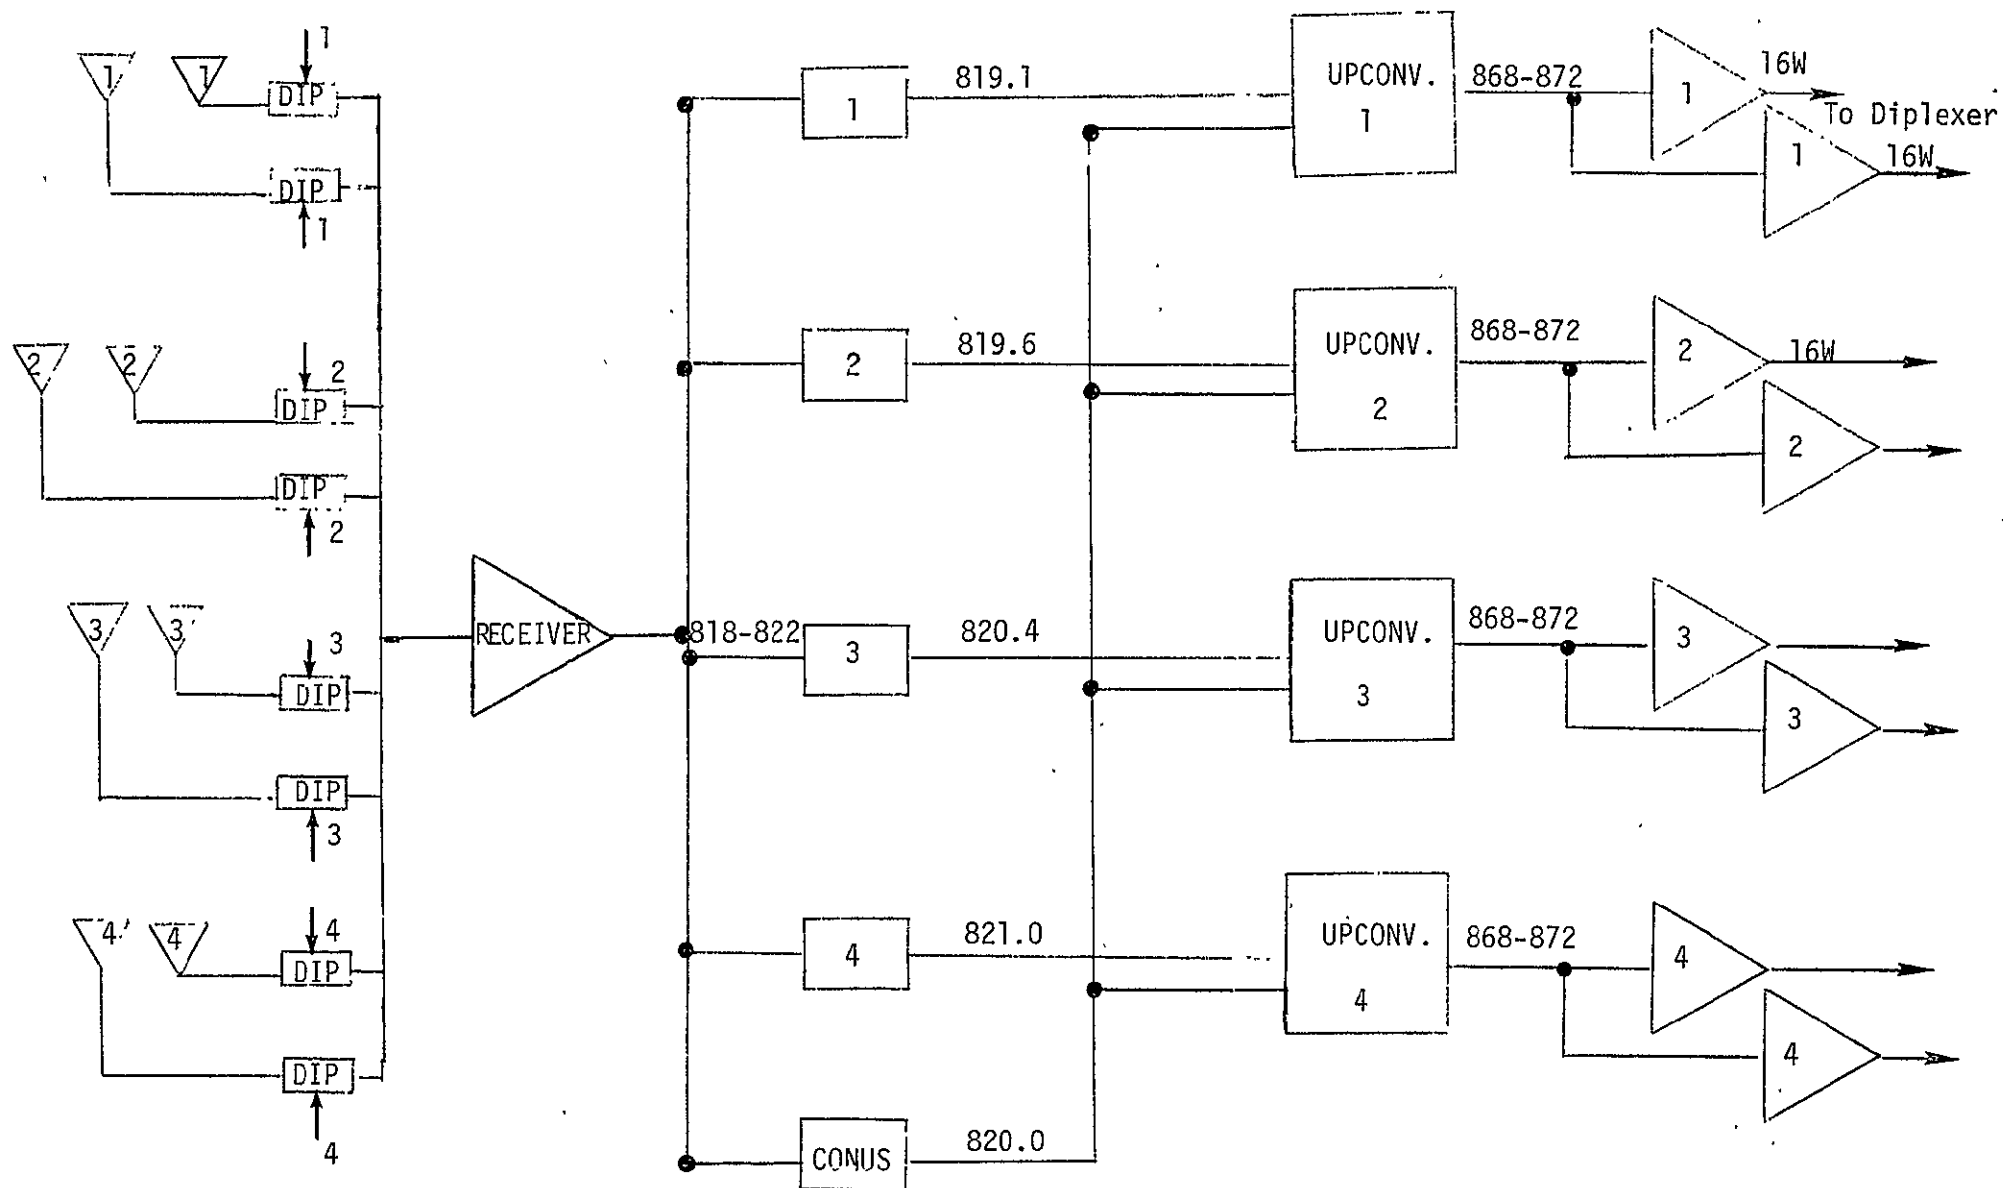 1
1
1
DIP
DIP
1
2
2
2
DIP
DIP
2
3
3
3
DIP
DIP
3
4
4
4
DIP
DIP
4
RECEIVER
818-822
1
819.1
UPCONV.
1
868-872
1
16W
To Diplexer
1
16W
2
819.6
UPCONV.
2
868-872
2
16W
2
3
820.4
UPCONV.
3
868-872
3
3
4
821.0
UPCONV.
4
868-872
4
4
CONUS
820.0